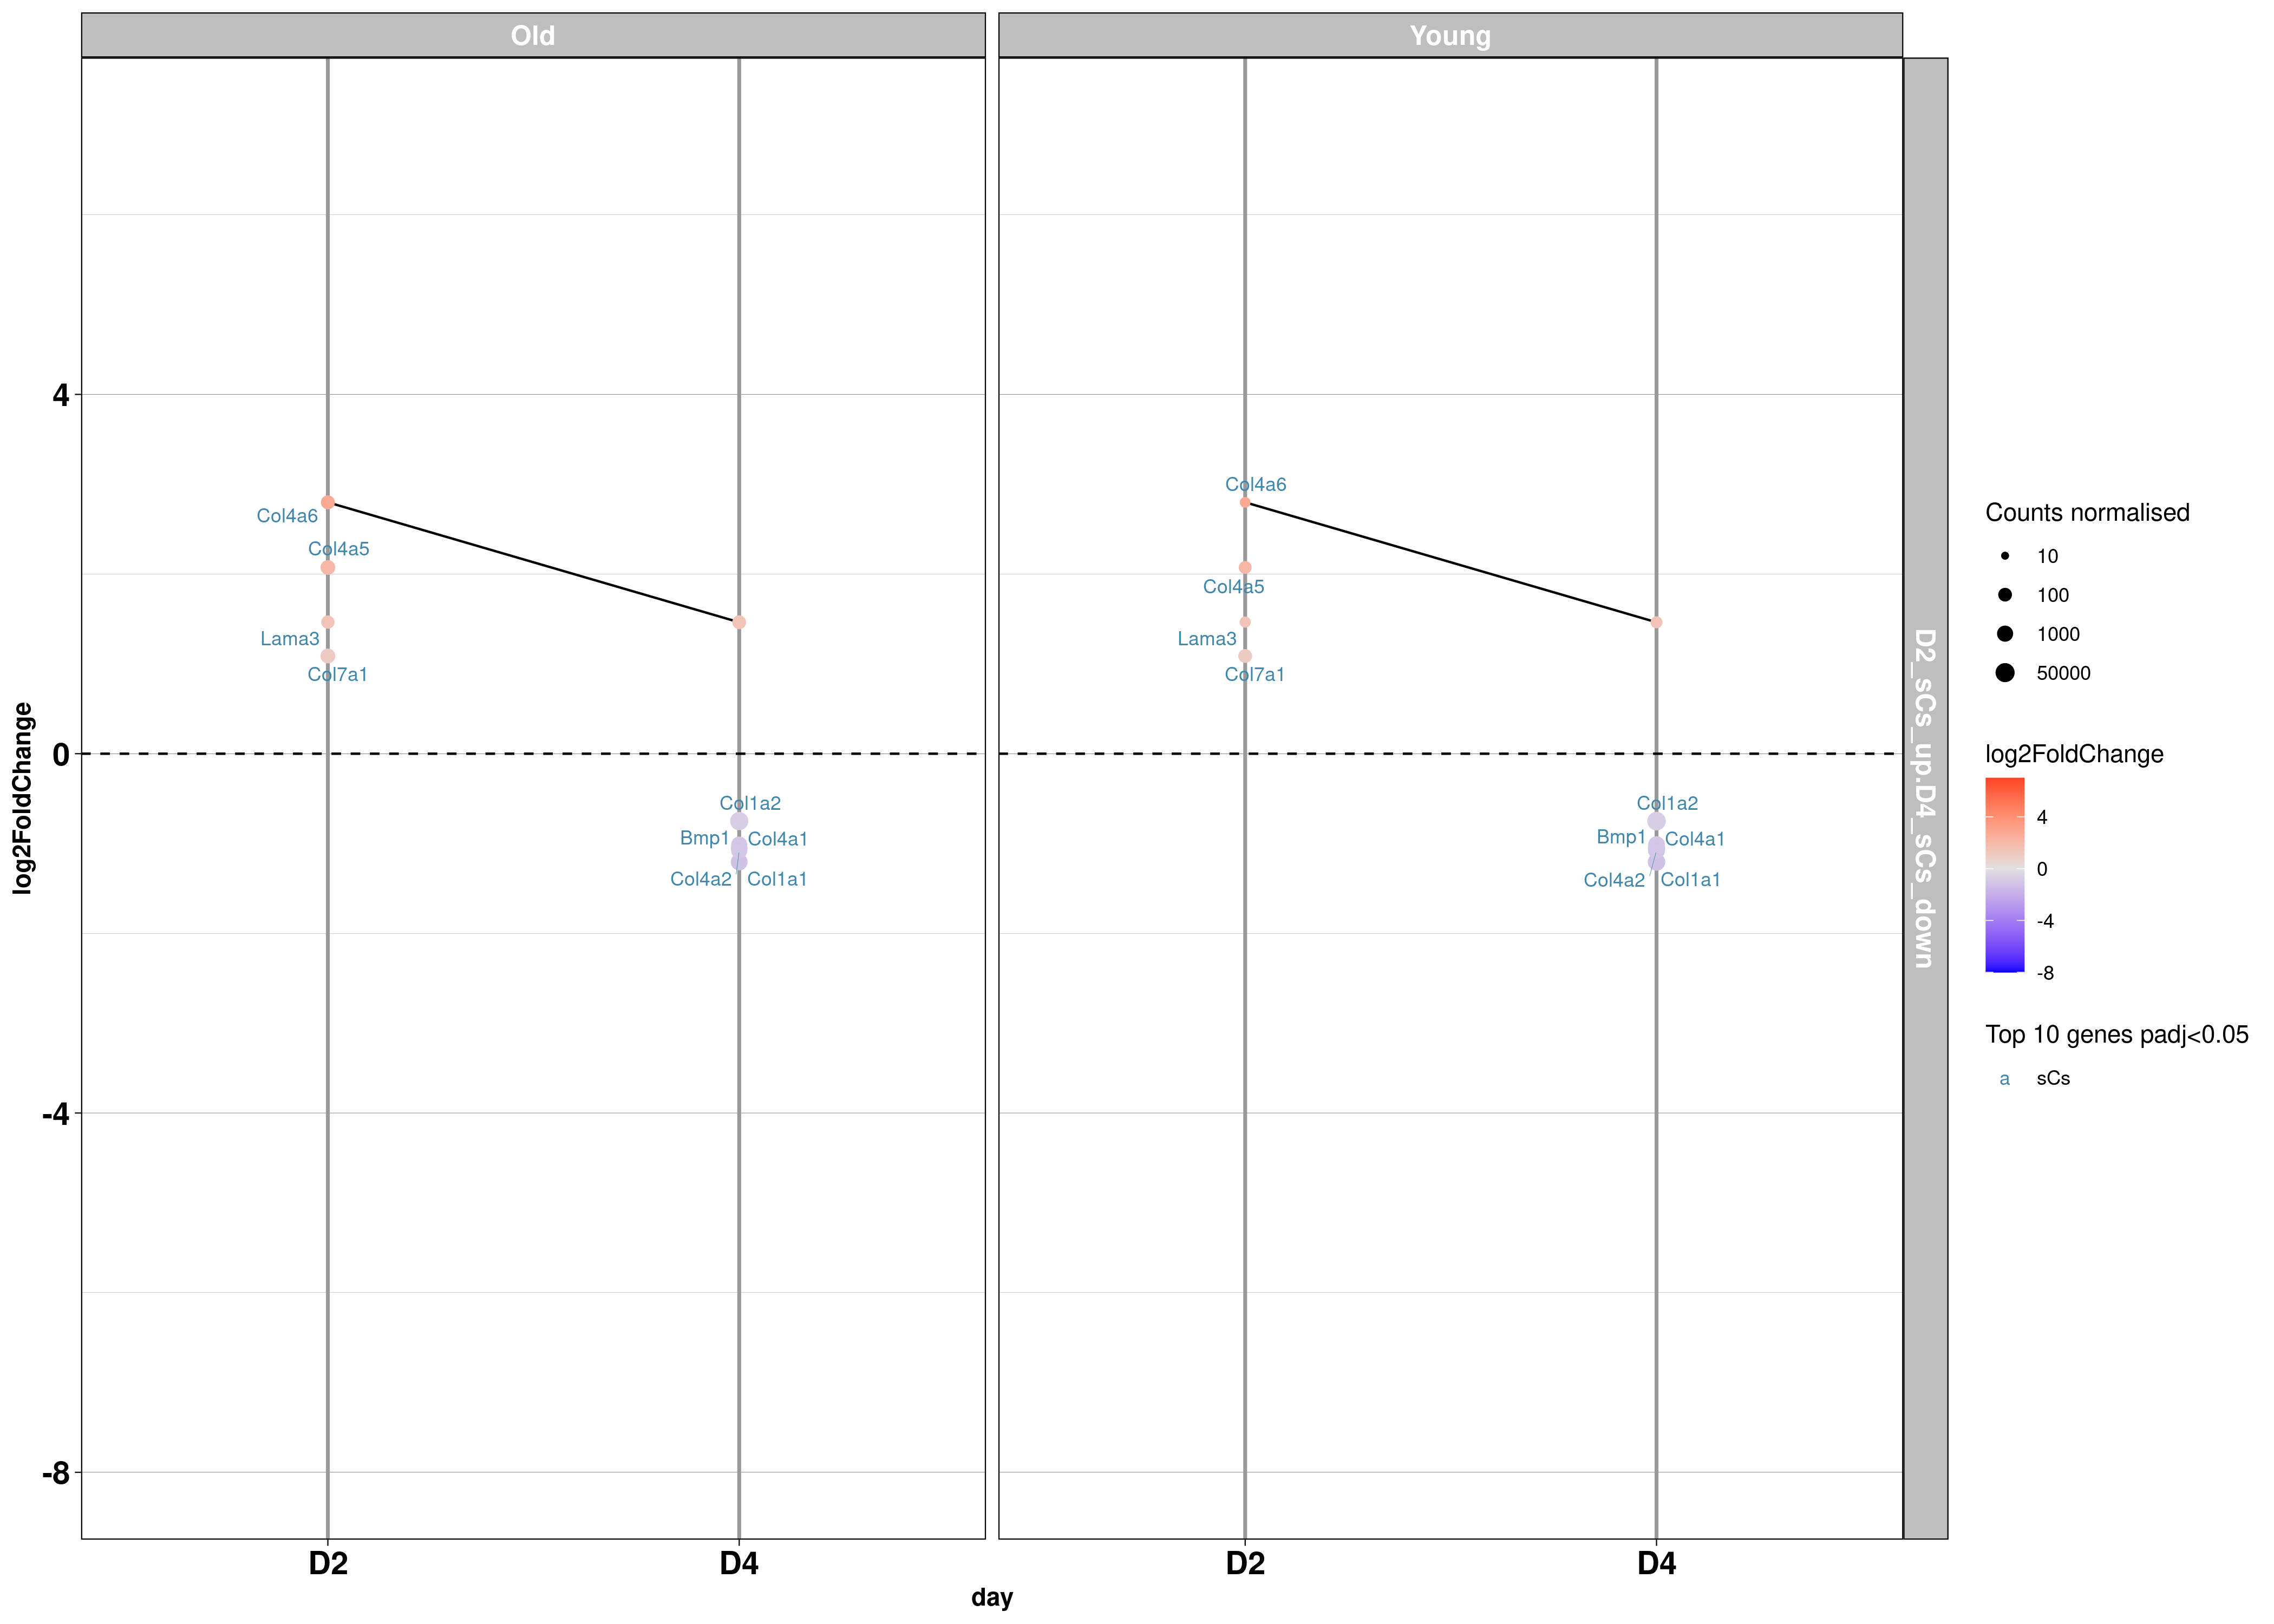 Old
Young
4
0
-4
-8
log2FoldChange
Col4a6
Col4a5
Lama3
Col7a1
Col1a2
Bmp1
Col4a1
Col4a2
Col1a1
Col4a6
Col4a5
Lama3
Col7a1
Col1a2
Bmp1
Col4a1
Col4a2
Col1a1
D2_sCs_up.D4_sCs_down
D2
D4
D2
D4
day
Counts normalised
10
100
1000
50000
log2FoldChange
4
0
-4
-8
Top 10 genes padj<0.05
a sCs